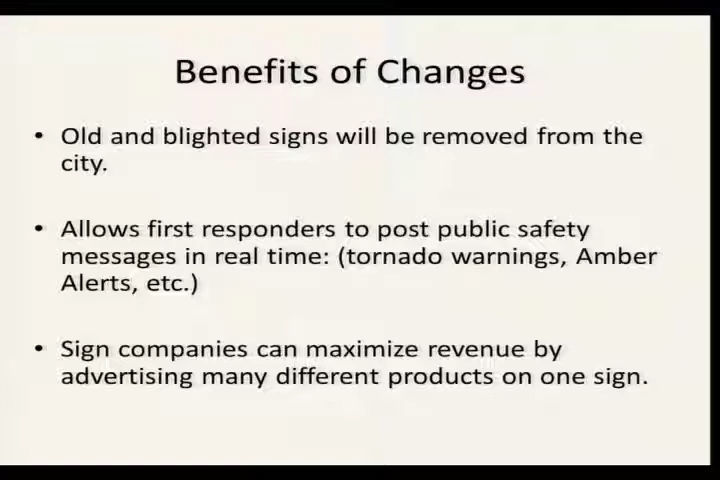 Benefits of Changes
• Old and blighted signs will be removed from the
city.
• Allows first responders to post public safety
messages in real time: (tornado warnings, Amber
Alerts, etc.)
• Sign companies can maximize revenue by
advertising many different products on one sign.